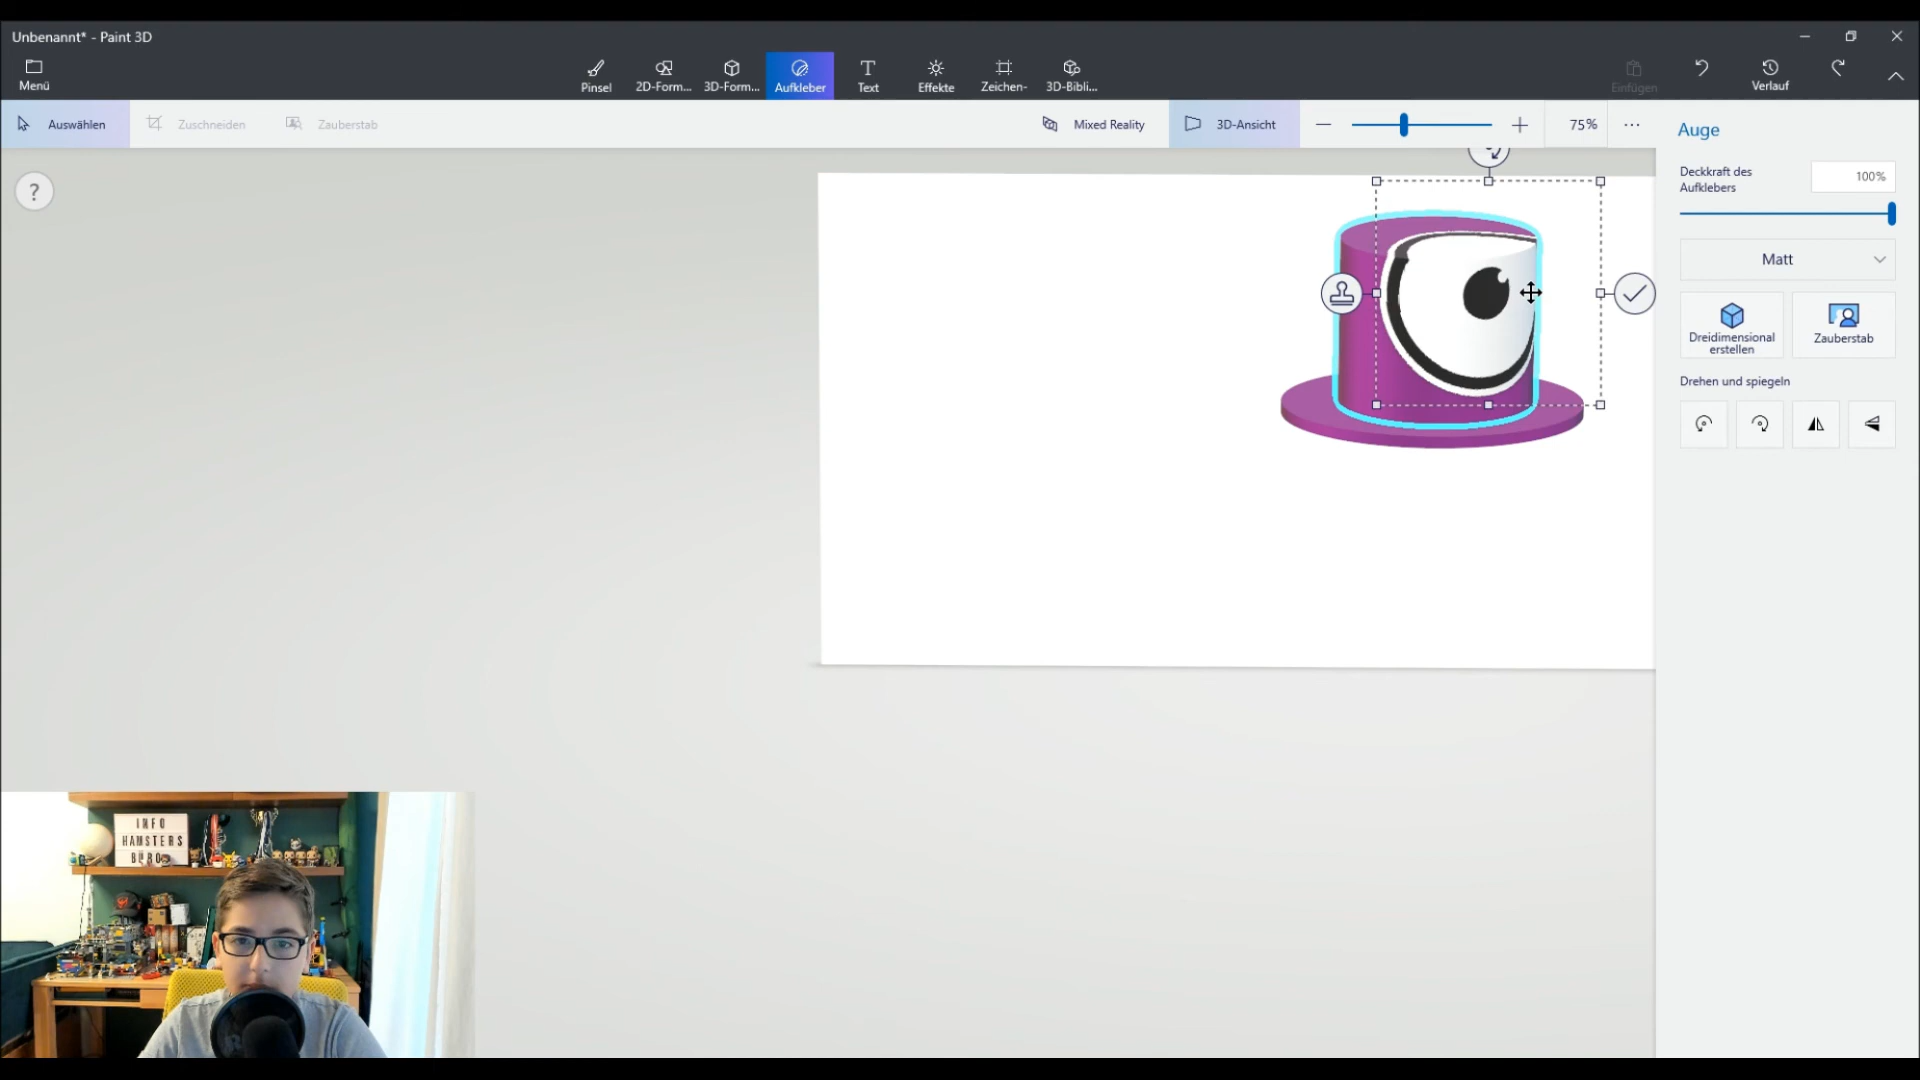 Unbenannt* - Paint 3D
Menü
Pinsel
2D-Form...
3D-Form...
Aufkleber
Text
Effekte
Zeichen-
3D-Bibli...
Einfügen
Verlauf
Auswählen
Zuschneiden
Zauberstab
Mixed Reality
3D-Ansicht
75%
...
?
Auge
Deckkraft des
Aufklebers
100%
Matt
Dreidimensional
erstellen
Zauberstab
Drehen und spiegeln
INFO
HAMSTERS
BÜRO